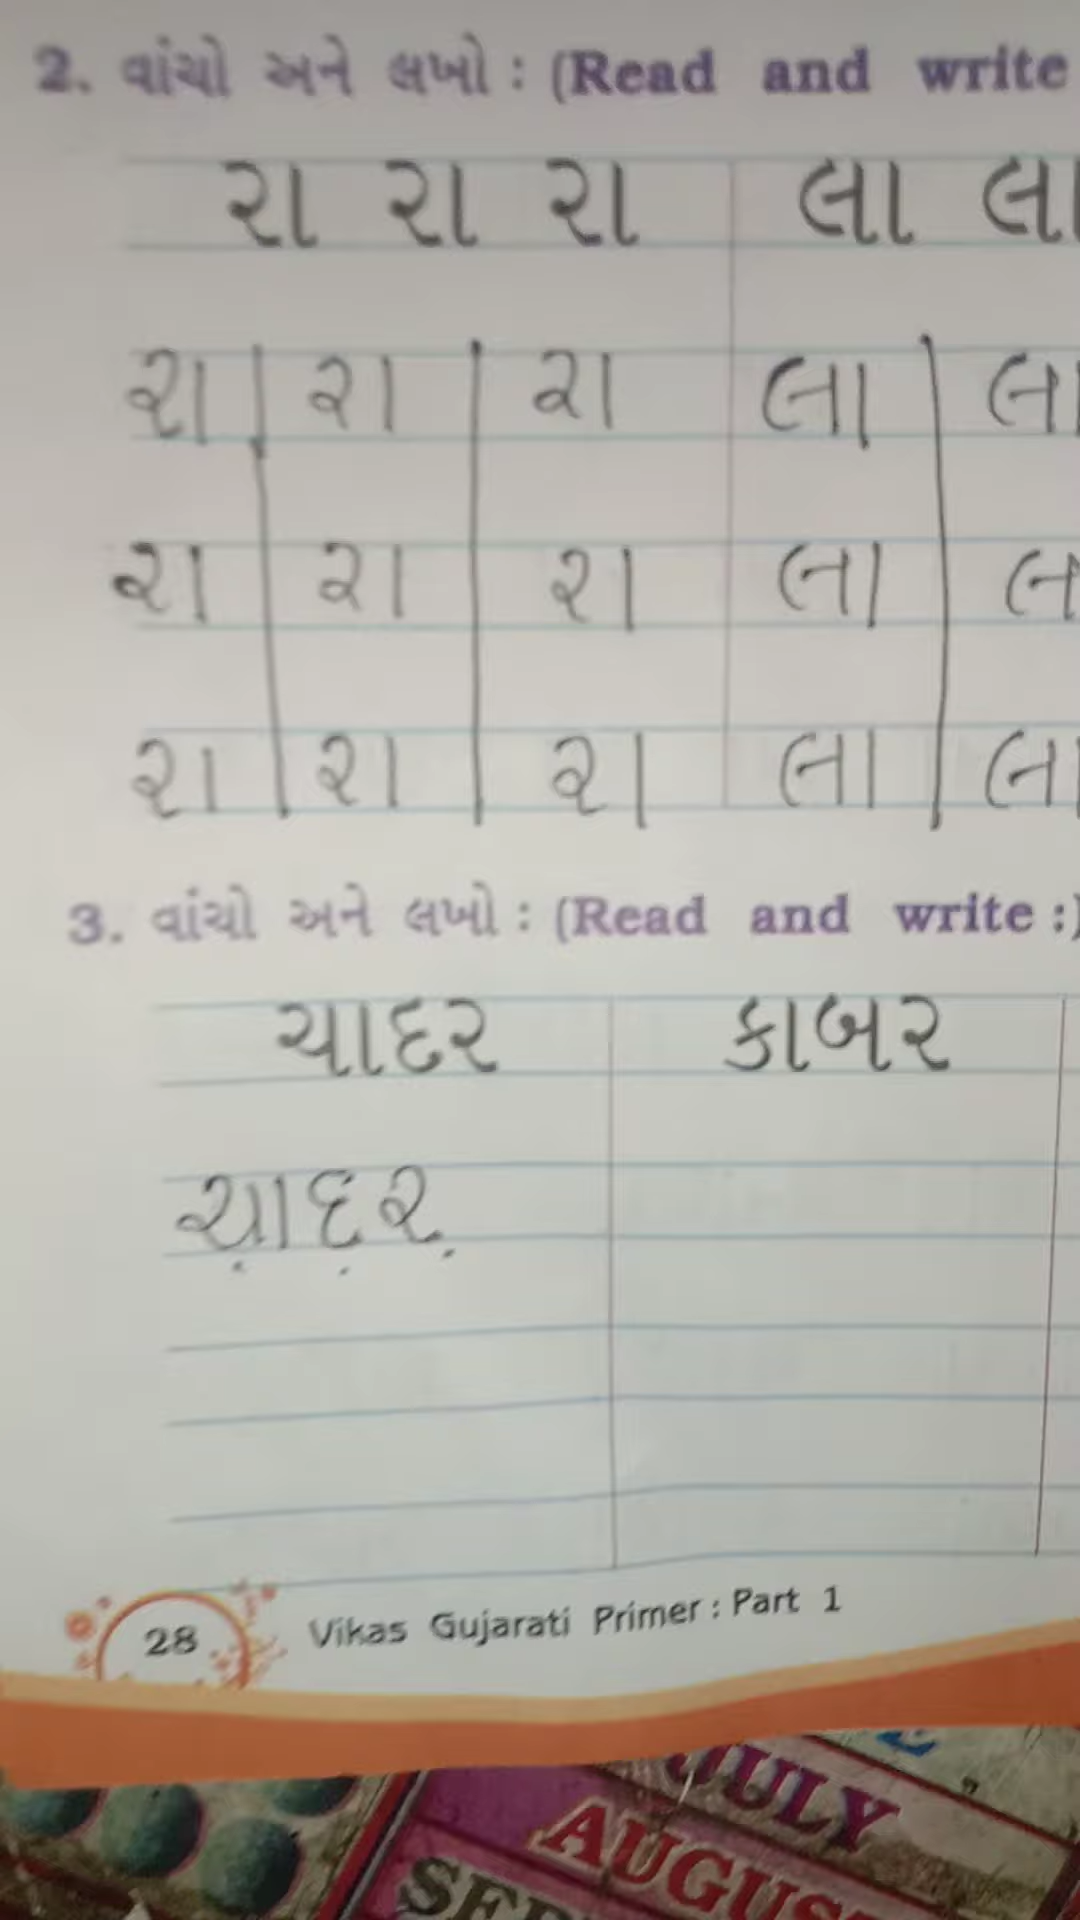 2. વાંચો અને લખો : (Read and write
રા રા રા લા લા
રા રા રા લા લા
રા રા રા લા લ
રા રા રા લા લા
3. વાંચો અને લખો : (Read and write :)
ચાદર કાબર
ચાદર
28 Vikas Gujarati Primer : Part 1
JULY
AUGUST